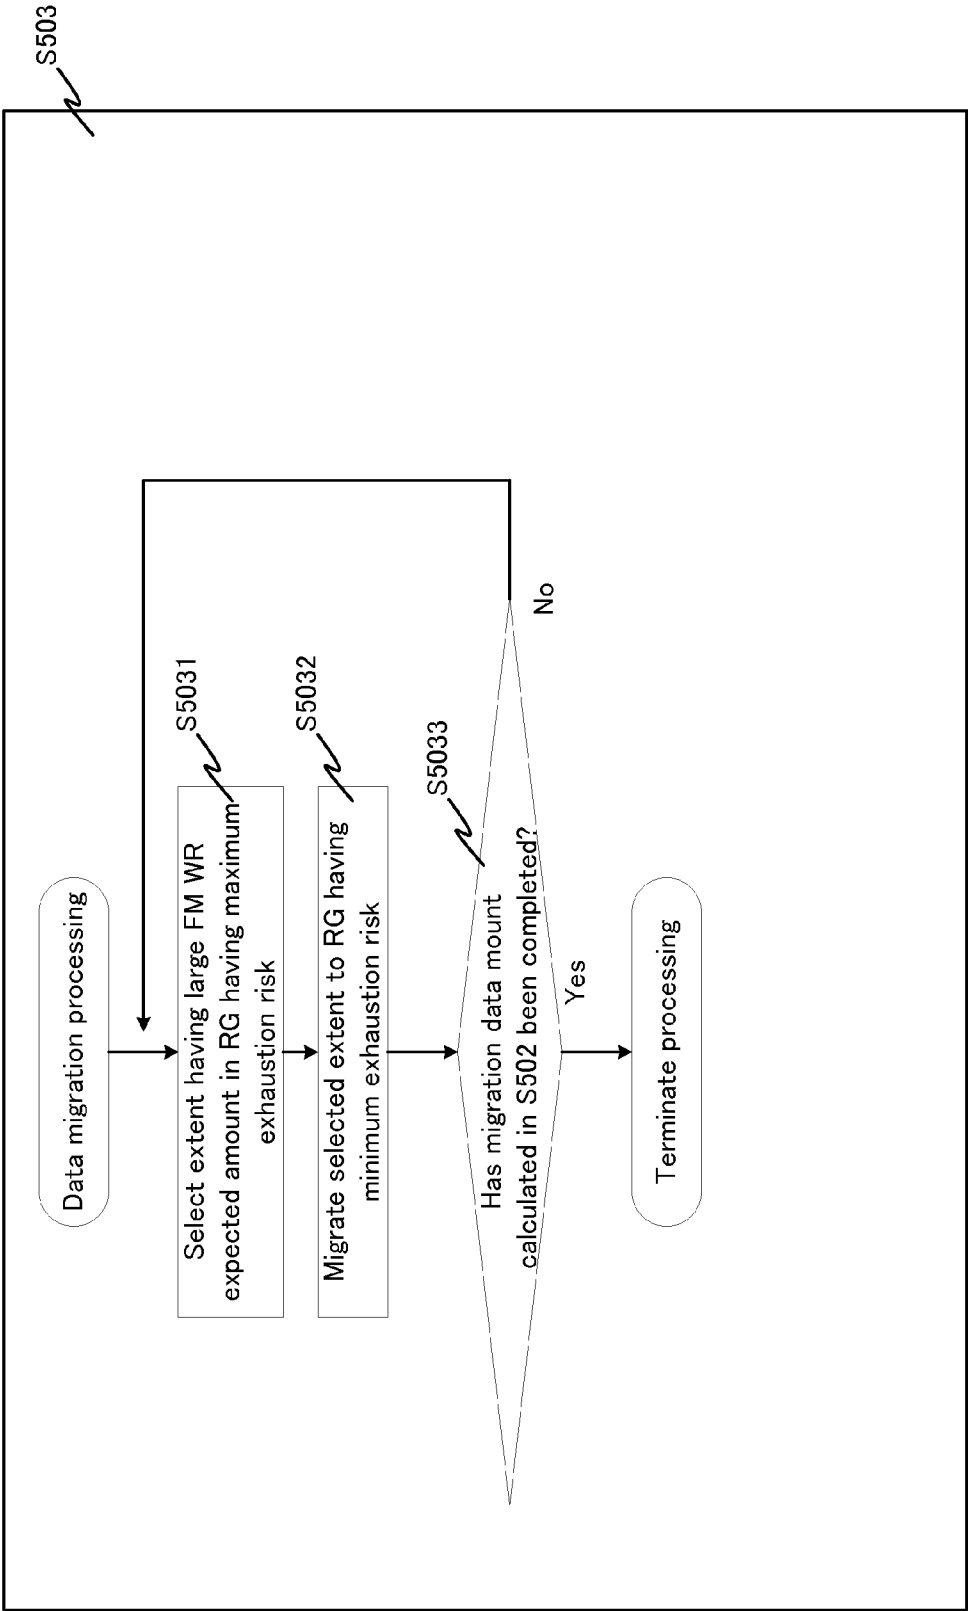 S503
Data migration processing
S5031
Select extent having large FM WR
expected amount in RG having maximum
exhaustion risk
S5032
Migrate selected extent to RG having
minimum exhaustion risk
S5033
Has migration data mount
calculated in S502 been completed?
No
Yes
Terminate processing